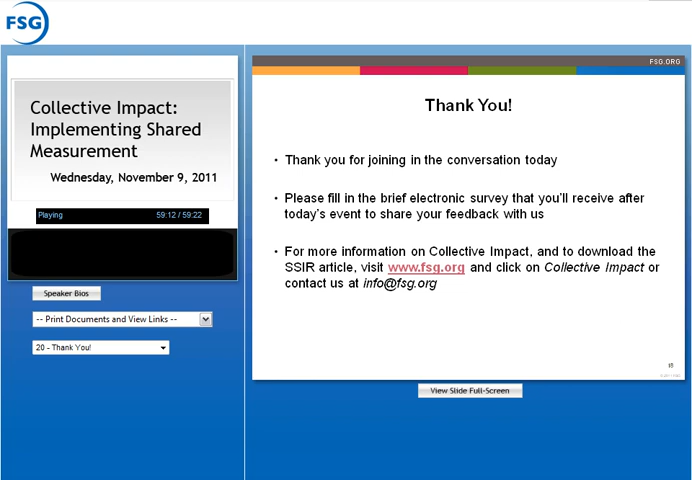 FSG
Collective Impact:
Implementing Shared
Measurement
Wednesday, November 9, 2011
Playing 59:12 / 59:22
Speaker Bios
-- Print Documents and View Links --
20 - Thank You!
FSG.ORG
Thank You!
• Thank you for joining in the conversation today
• Please fill in the brief electronic survey that you'll receive after
today's event to share your feedback with us
• For more information on Collective Impact, and to download the
SSIR article, visit www.fsg.org and click on Collective Impact or
contact us at info@fsg.org
View Slide Full-Screen